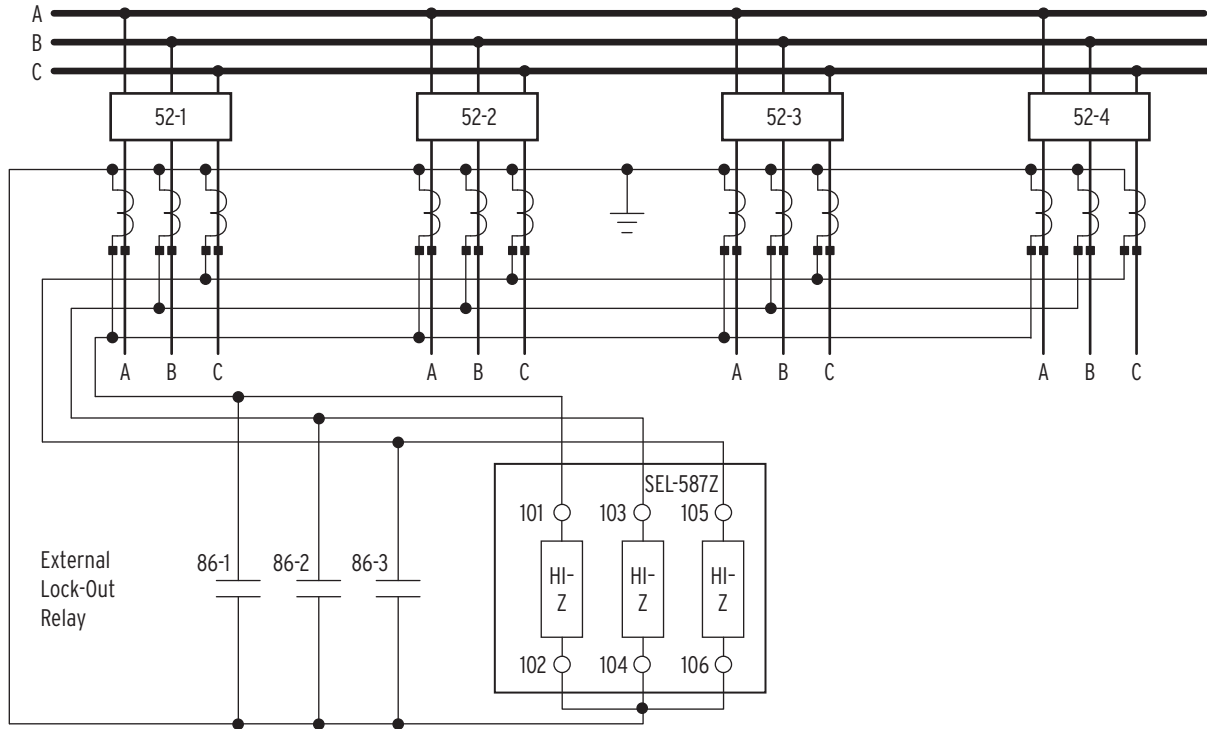 A
B
C
52-1
52-2
52-3
52-4
A B C
A B C
A B C
A B C
SEL-587Z
101
103
105
External
Lock-Out
Relay
86-1
86-2
86-3
HI-
Z
HI-
Z
HI-
Z
102
104
106